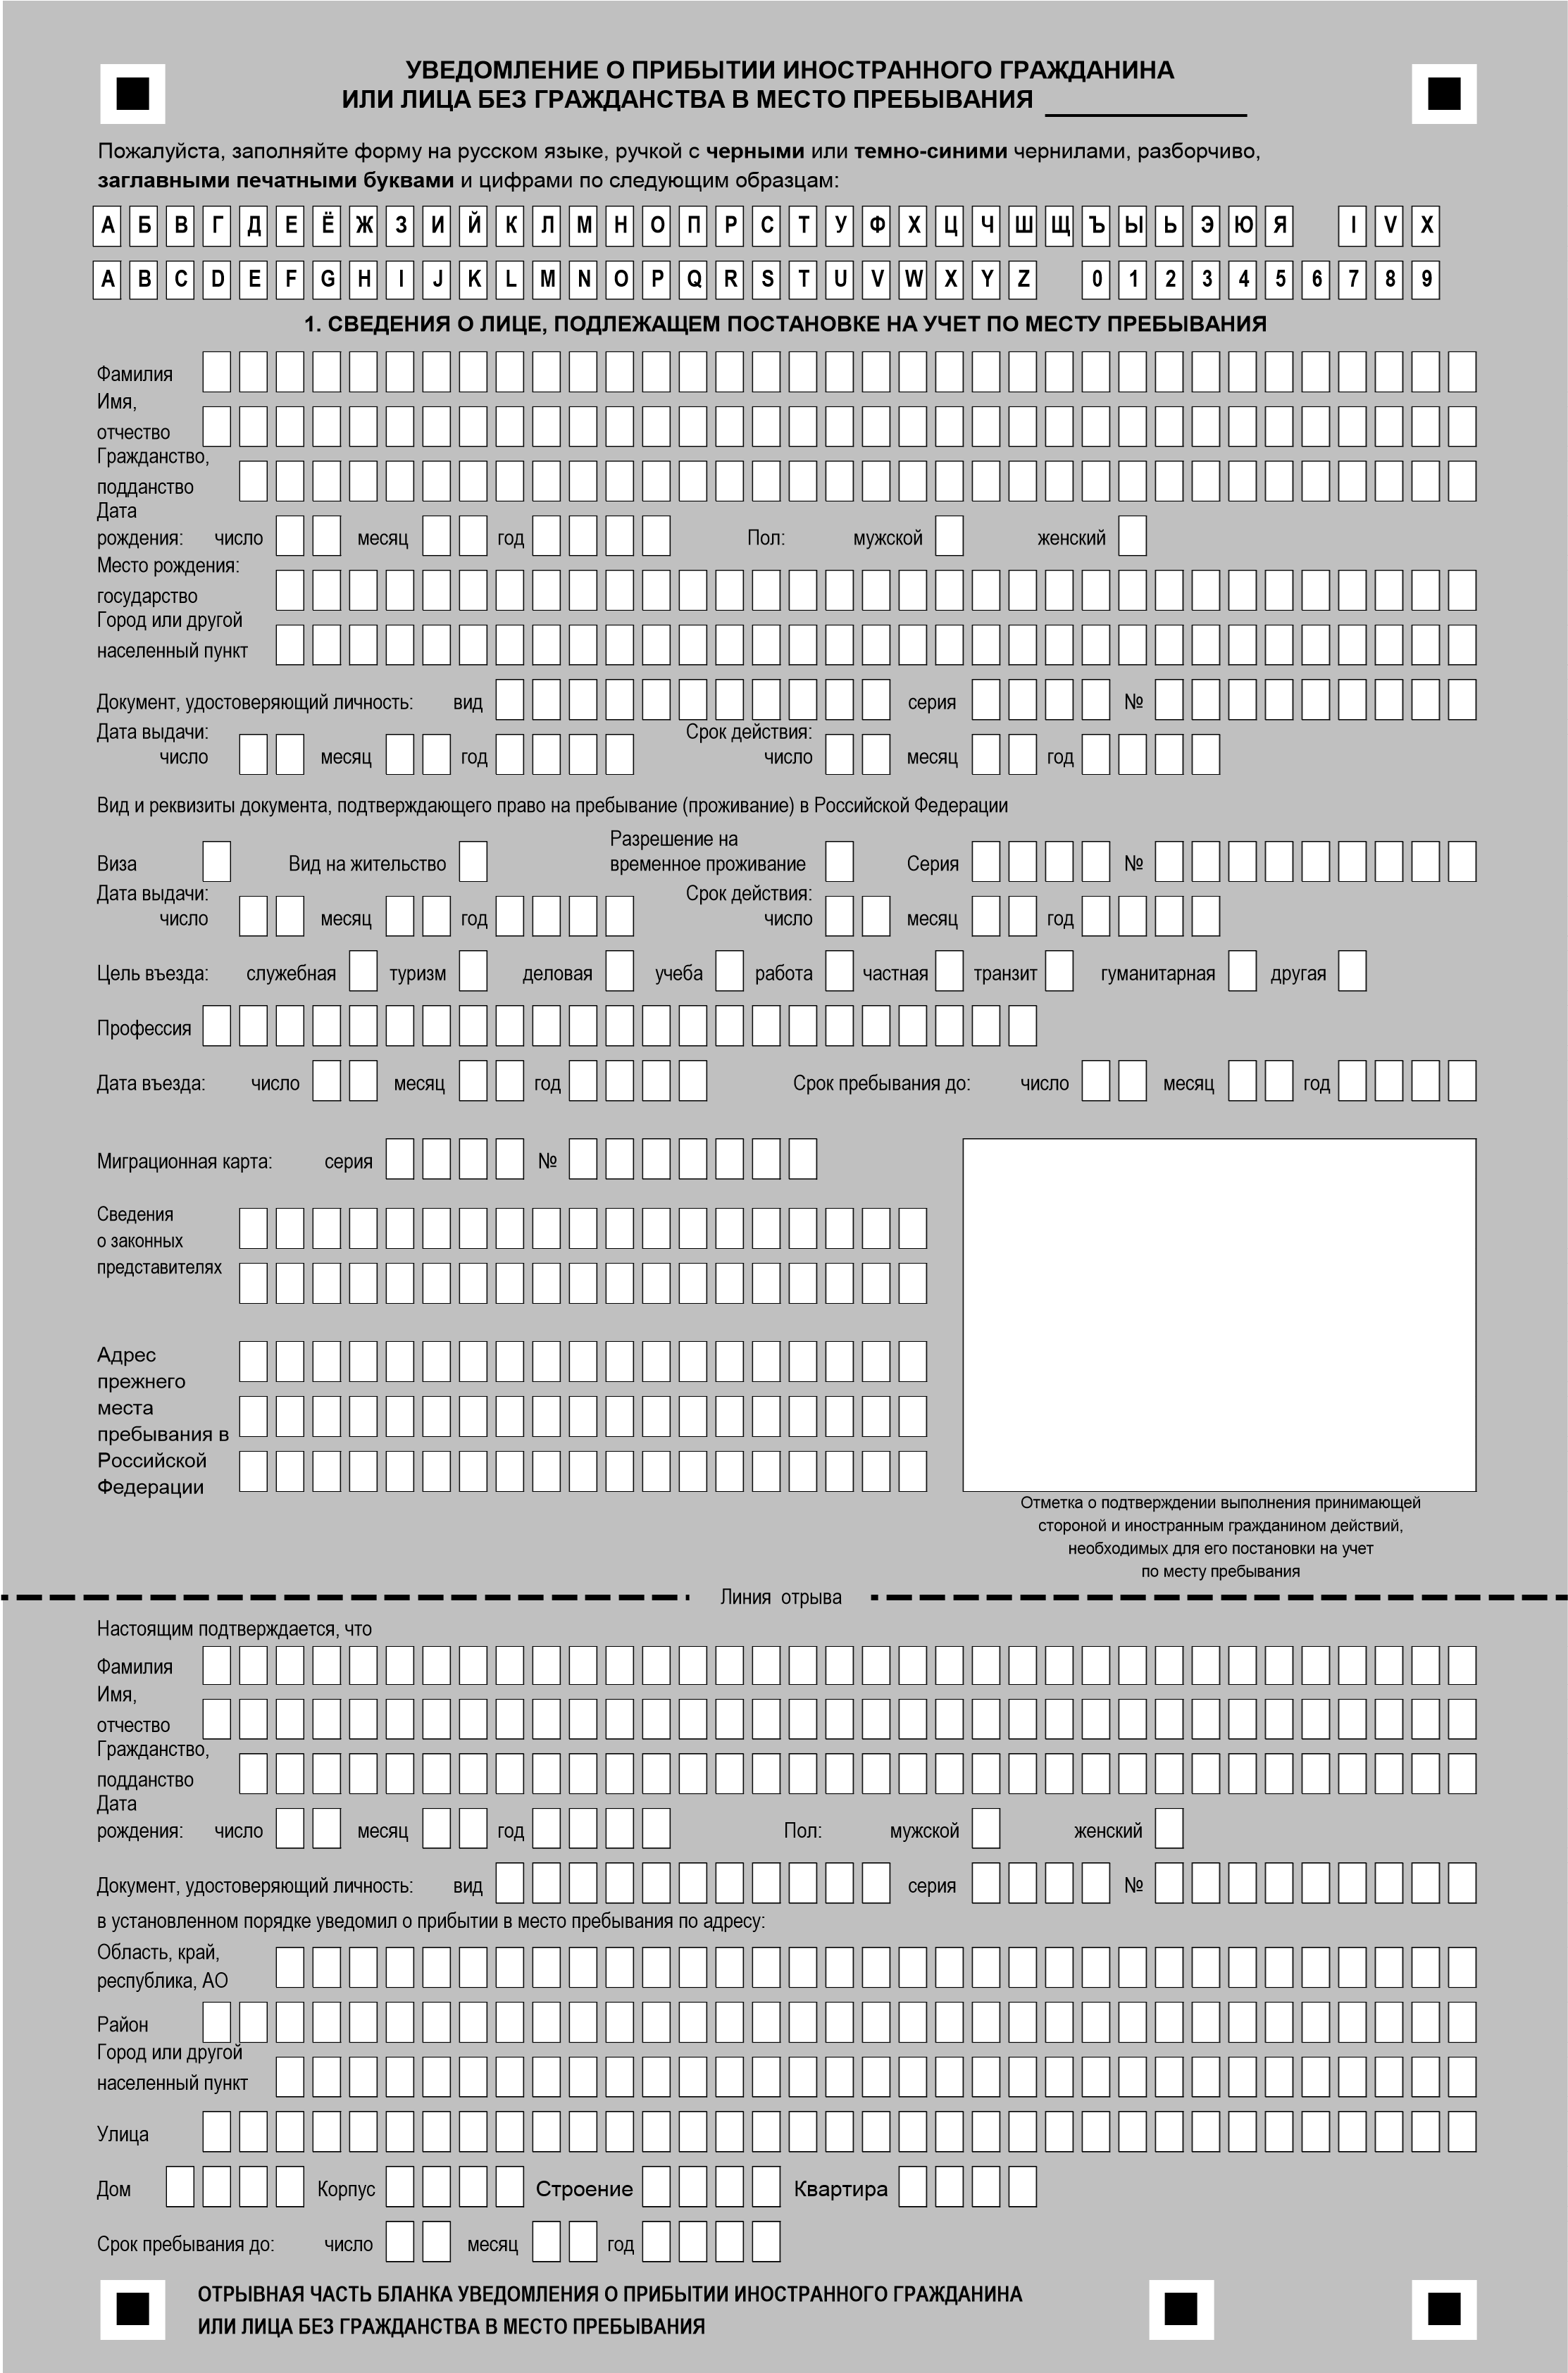 УВЕДОМЛЕНИЕ О ПРИБЫТИИ ИНОСТРАННОГО ГРАЖДАНИНА
ИЛИ ЛИЦА БЕЗ ГРАЖДАНСТВА В МЕСТО ПРЕБЫВАНИЯ
Пожалуйста, заполняйте форму на русском языке, ручкой с черными или темно-синими чернилами, разборчиво,
заглавными печатными буквами и цифрами по следующим образцам:
А Б В Г Д Е Ё Ж З И Й К Л М Н О П Р С Т У Ф Х Ц Ч Ш Щ Ъ Ы Ь Э Ю Я I V X
A B C D E F G H I J K L M N O P Q R S T U V W X Y Z 0 1 2 3 4 5 6 7 8 9
1. СВЕДЕНИЯ О ЛИЦЕ, ПОДЛЕЖАЩЕМ ПОСТАНОВКЕ НА УЧЕТ ПО МЕСТУ ПРЕБЫВАНИЯ
Фамилия
Имя,
отчество
Гражданство,
подданство
Дата
рождения: число месяц год Пол: мужской женский
Место рождения:
государство
Город или другой
населенный пункт
Документ, удостоверяющий личность: вид серия №
Дата выдачи: Срок действия:
число месяц год число месяц год
Вид и реквизиты документа, подтверждающего право на пребывание (проживание) в Российской Федерации
Разрешение на
Виза Вид на жительство временное проживание Серия №
Дата выдачи: Срок действия:
число месяц год число месяц год
Цель въезда: служебная туризм деловая учеба работа частная транзит гуманитарная другая
Профессия
Дата въезда: число месяц год Срок пребывания до: число месяц год
Миграционная карта: серия №
Сведения
о законных
представителях
Адрес
прежнего
места
пребывания в
Российской
Федерации
Отметка о подтверждении выполнения принимающей
стороной и иностранным гражданином действий,
необходимых для его постановки на учет
по месту пребывания
Линия отрыва
Настоящим подтверждается, что
Фамилия
Имя,
отчество
Гражданство,
подданство
Дата
рождения: число месяц год Пол: мужской женский
Документ, удостоверяющий личность: вид серия №
в установленном порядке уведомил о прибытии в место пребывания по адресу:
Область, край,
республика, АО
Район
Город или другой
населенный пункт
Улица
Дом Корпус Строение Квартира
Срок пребывания до: число месяц год
ОТРЫВНАЯ ЧАСТЬ БЛАНКА УВЕДОМЛЕНИЯ О ПРИБЫТИИ ИНОСТРАННОГО ГРАЖДАНИНА
ИЛИ ЛИЦА БЕЗ ГРАЖДАНСТВА В МЕСТО ПРЕБЫВАНИЯ